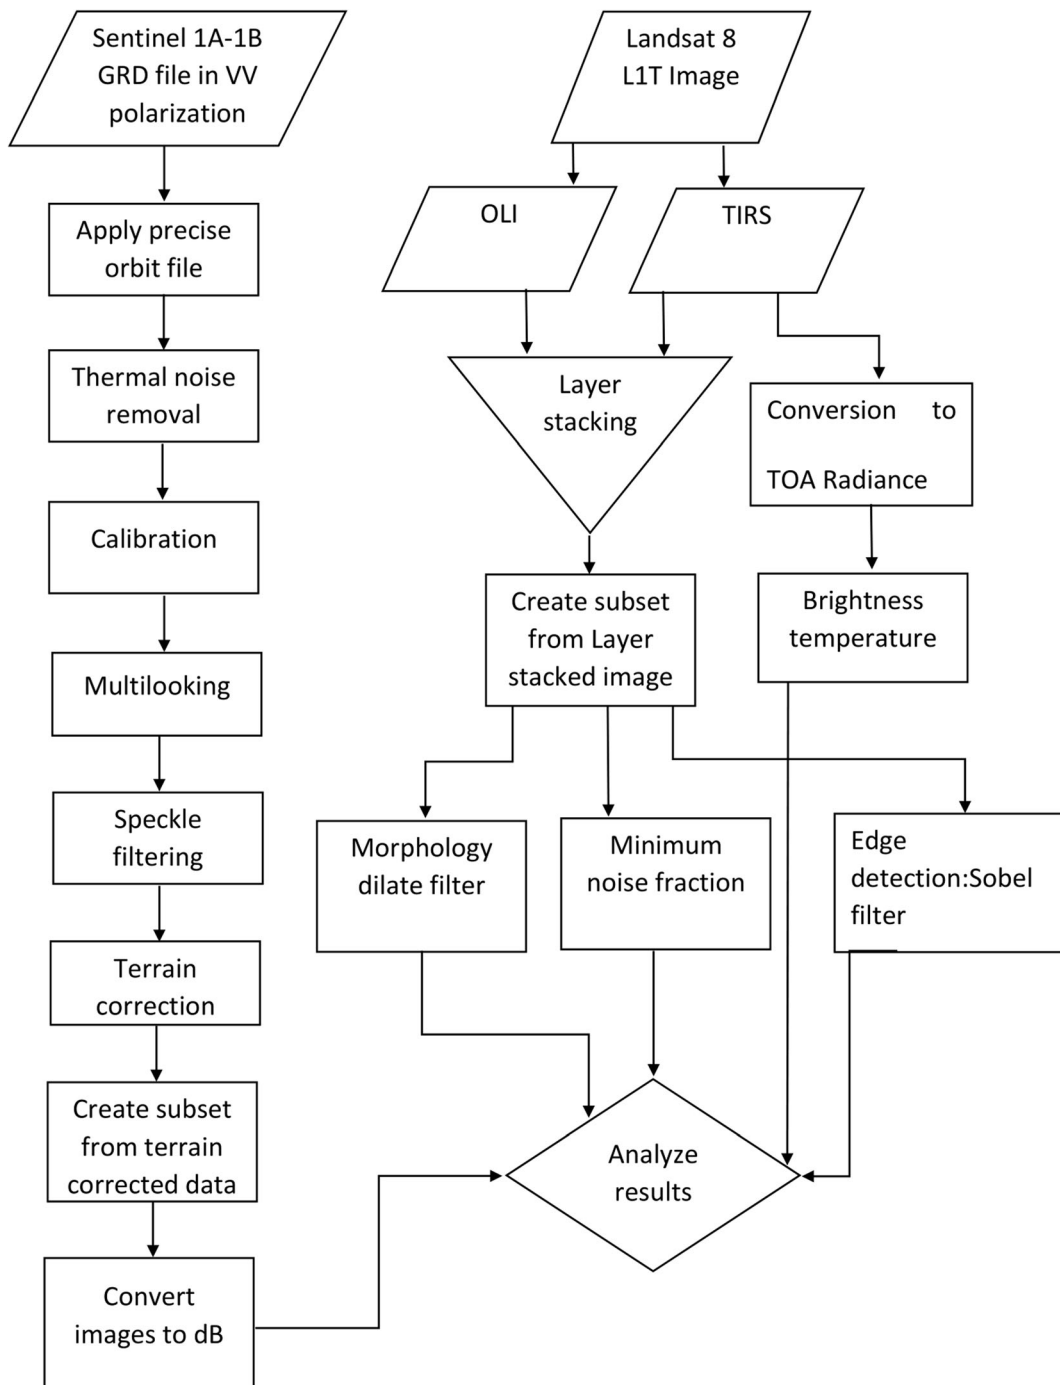 Sentinel 1A-1B
GRD file in VV
polarization
Apply precise
orbit file
Thermal noise
removal
Calibration
Multilooking
Speckle
filtering
Terrain
correction
Create subset
from terrain
corrected data
Convert
images to dB
Landsat 8
L1T Image
OLI
TIRS
Layer
stacking
Conversion to
TOA Radiance
Create subset
from Layer
stacked image
Brightness
temperature
Morphology
dilate filter
Minimum
noise fraction
Edge
detection:Sobel
filter
Analyze
results